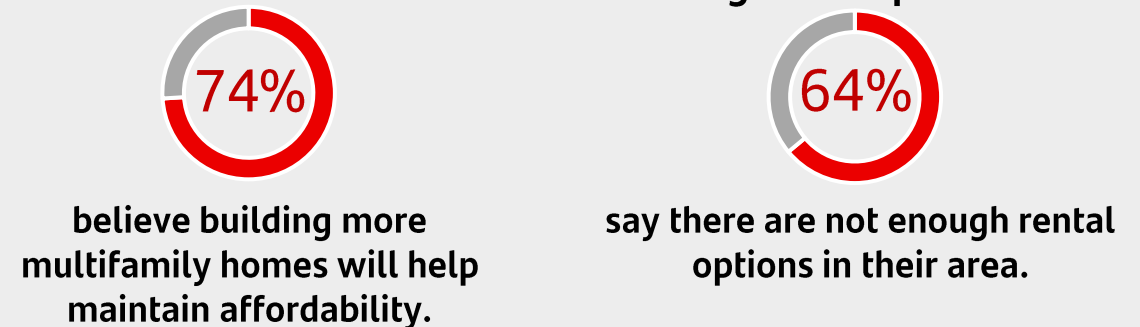 74%
believe building more
multifamily homes will help
maintain affordability.
64%
say there are not enough rental
options in their area.